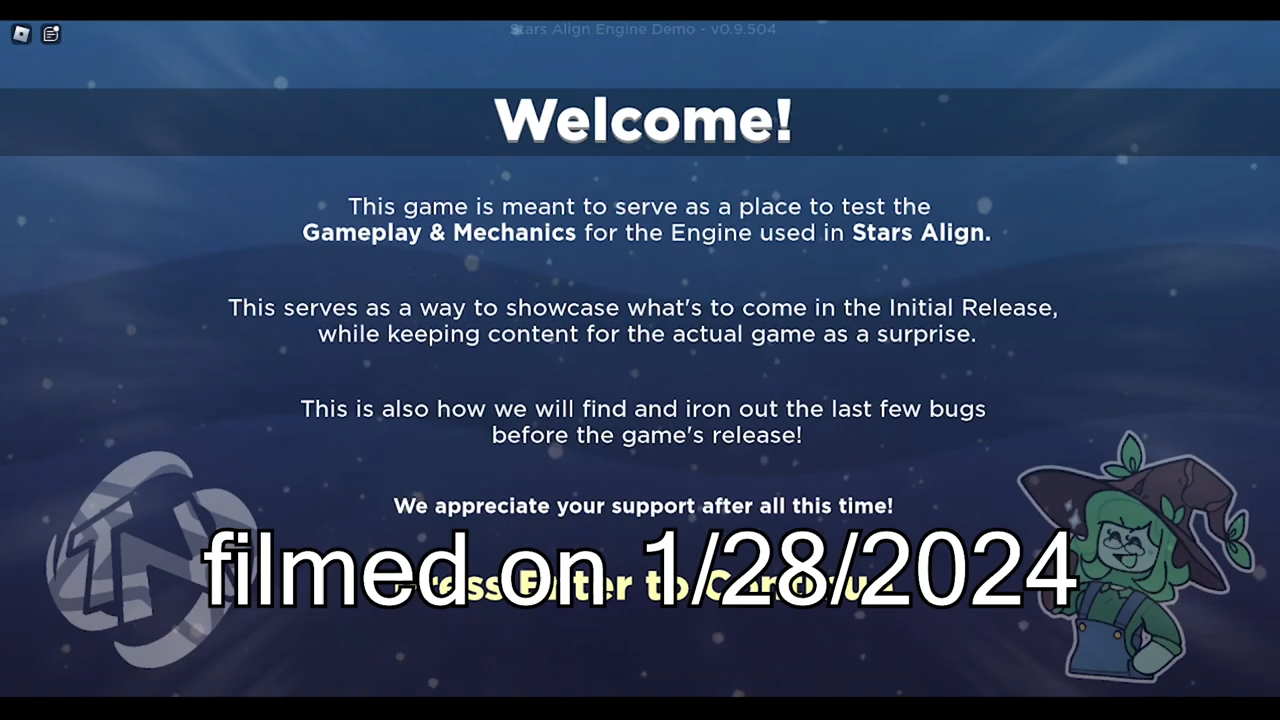 Stars Align Engine Demo - v0.9.504
Welcome!
This game is meant to serve as a place to test the
Gameplay & Mechanics for the Engine used in Stars Align.
This serves as a way to showcase what's to come in the Initial Release,
while keeping content for the actual game as a surprise.
This is also how we will find and iron out the last few bugs
before the game's release!
We appreciate your support after all this time!
Press Enter to Continue
filmed on 1/28/2024